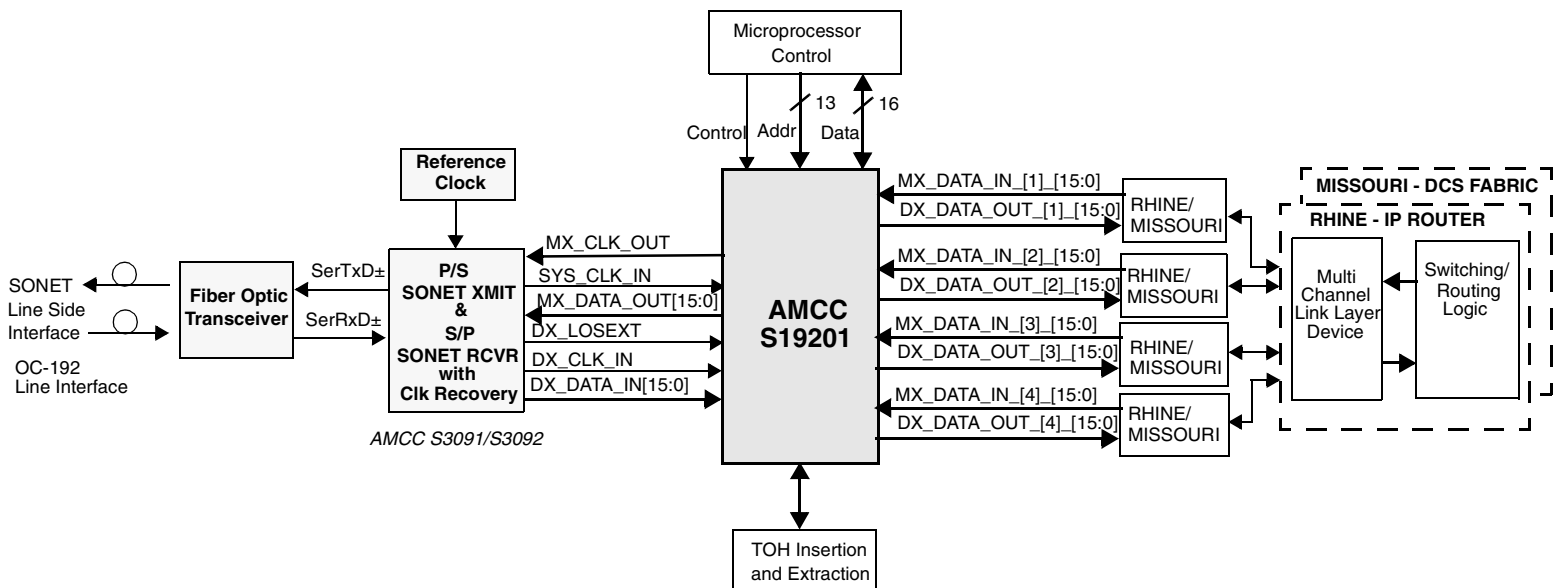 Microprocessor
Control
13
16
Control
Addr
Data
Reference
Clock
MX_DATA_IN_[1]_[15:0]
DX_DATA_OUT_[1]_[15:0]
RHINE/
MISSOURI
MISSOURI - DCS FABRIC
RHINE - IP ROUTER
MX_CLK_OUT
SYS_CLK_IN
MX_DATA_OUT[15:0]
DX_LOSEXT
DX_CLK_IN
DX_DATA_IN[15:0]
P/S
SONET XMIT
&
S/P
SONET RCVR
with
Clk Recovery
AMCC S3091/S3092
SerTxD±
SerRxD±
Fiber Optic
Transceiver
SONET
Line Side
Interface
OC-192
Line Interface
AMCC
S19201
MX_DATA_IN_[2]_[15:0]
DX_DATA_OUT_[2]_[15:0]
RHINE/
MISSOURI
MX_DATA_IN_[3]_[15:0]
DX_DATA_OUT_[3]_[15:0]
RHINE/
MISSOURI
MX_DATA_IN_[4]_[15:0]
DX_DATA_OUT_[4]_[15:0]
RHINE/
MISSOURI
Multi
Channel
Link Layer
Device
Switching/
Routing
Logic
TOH Insertion
and Extraction